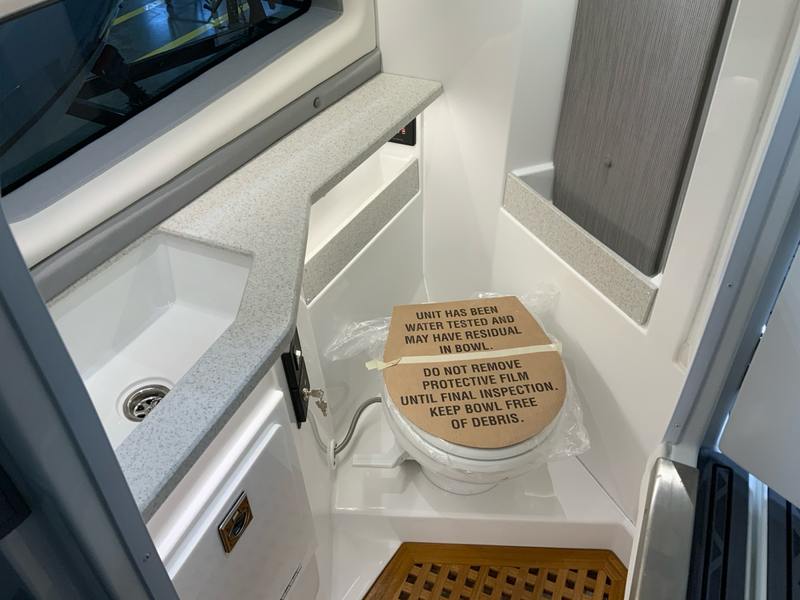 UNIT HAS BEEN
WATER TESTED AND
MAY HAVE RESIDUAL
IN BOWL.
DO NOT REMOVE
PROTECTIVE FILM
UNTIL FINAL INSPECTION.
KEEP BOWL FREE
OF DEBRIS.